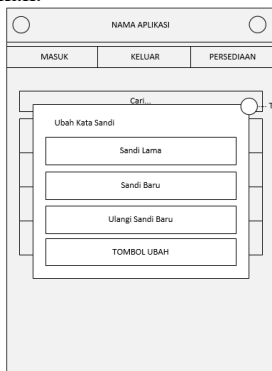 NAMA APLIKASI
MASUK KELUAR PERSEDIAAN
Cari...
Ubah Kata Sandi
Sandi Lama
Sandi Baru
Ulangi Sandi Baru
TOMBOL UBAH